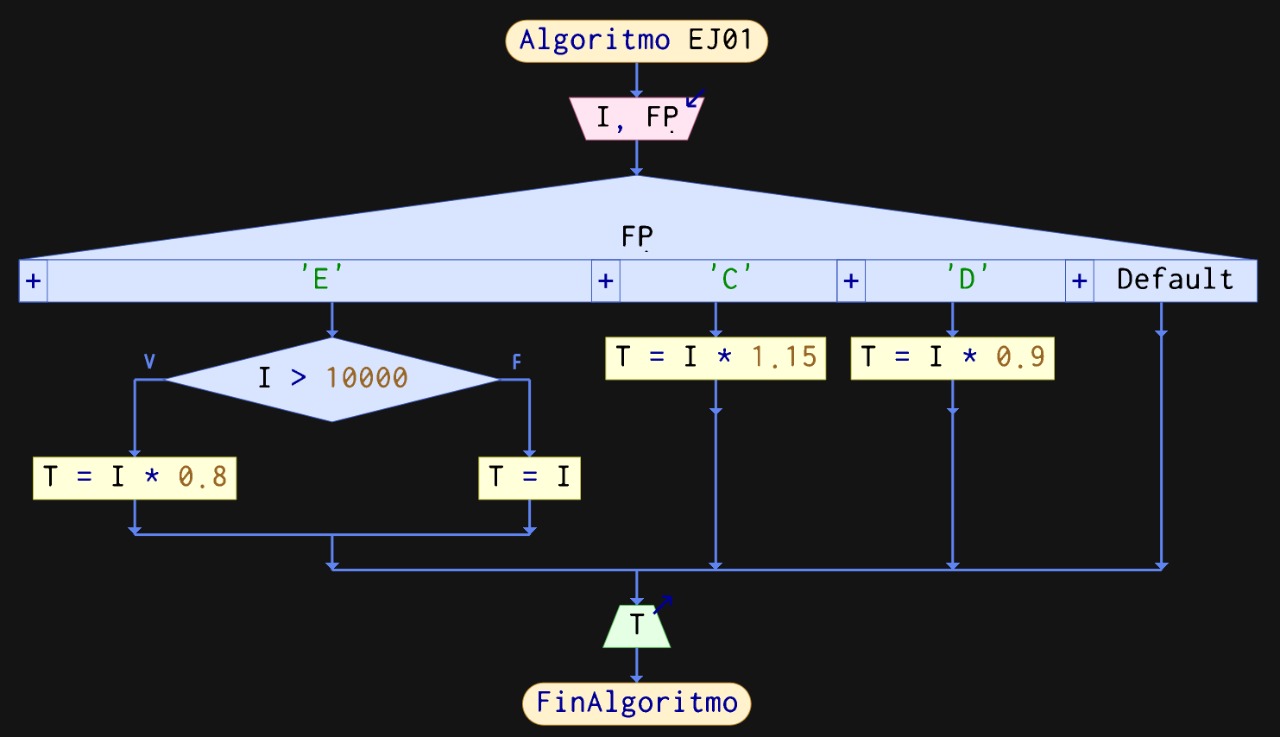 Algoritmo EJ01
I, FP
FP
+ 'E' + 'C' + 'D' + Default
V I > 10000 F
T = I * 1.15
T = I * 0.9
T = I * 0.8
T = I
T
FinAlgoritmo